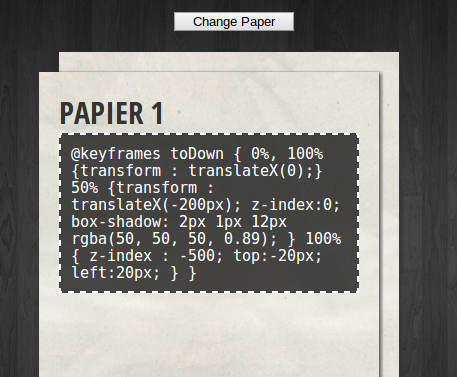 Change Paper
PAPIER 1
@keyframes toDown { 0%, 100%
{transform : translateX(0);}
50% {transform :
translateX(-200px); z-index:0;
box-shadow: 2px 1px 12px
rgba(50, 50, 50, 0.89); } 100%
{ z-index : -500; top:-20px;
left:20px; } }